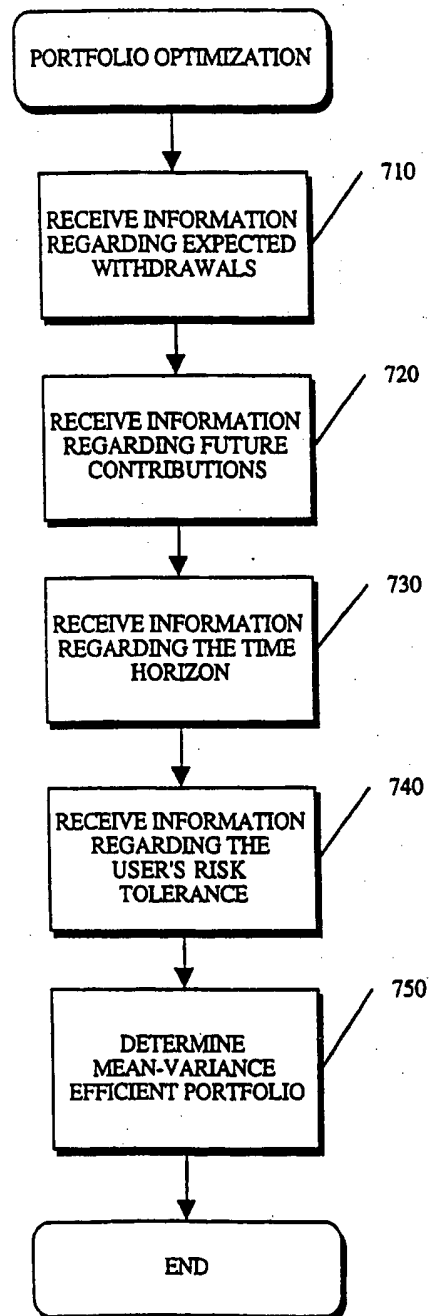 PORTFOLIO OPTIMIZATION
710
RECEIVE INFORMATION
REGARDING EXPECTED
WITHDRAWALS
720
RECEIVE INFORMATION
REGARDING FUTURE
CONTRIBUTIONS
730
RECEIVE INFORMATION
REGARDING THE TIME
HORIZON
740
RECEIVE INFORMATION
REGARDING THE
USER'S RISK
TOLERANCE
750
DETERMINE
MEAN-VARIANCE
EFFICIENT PORTFOLIO
END